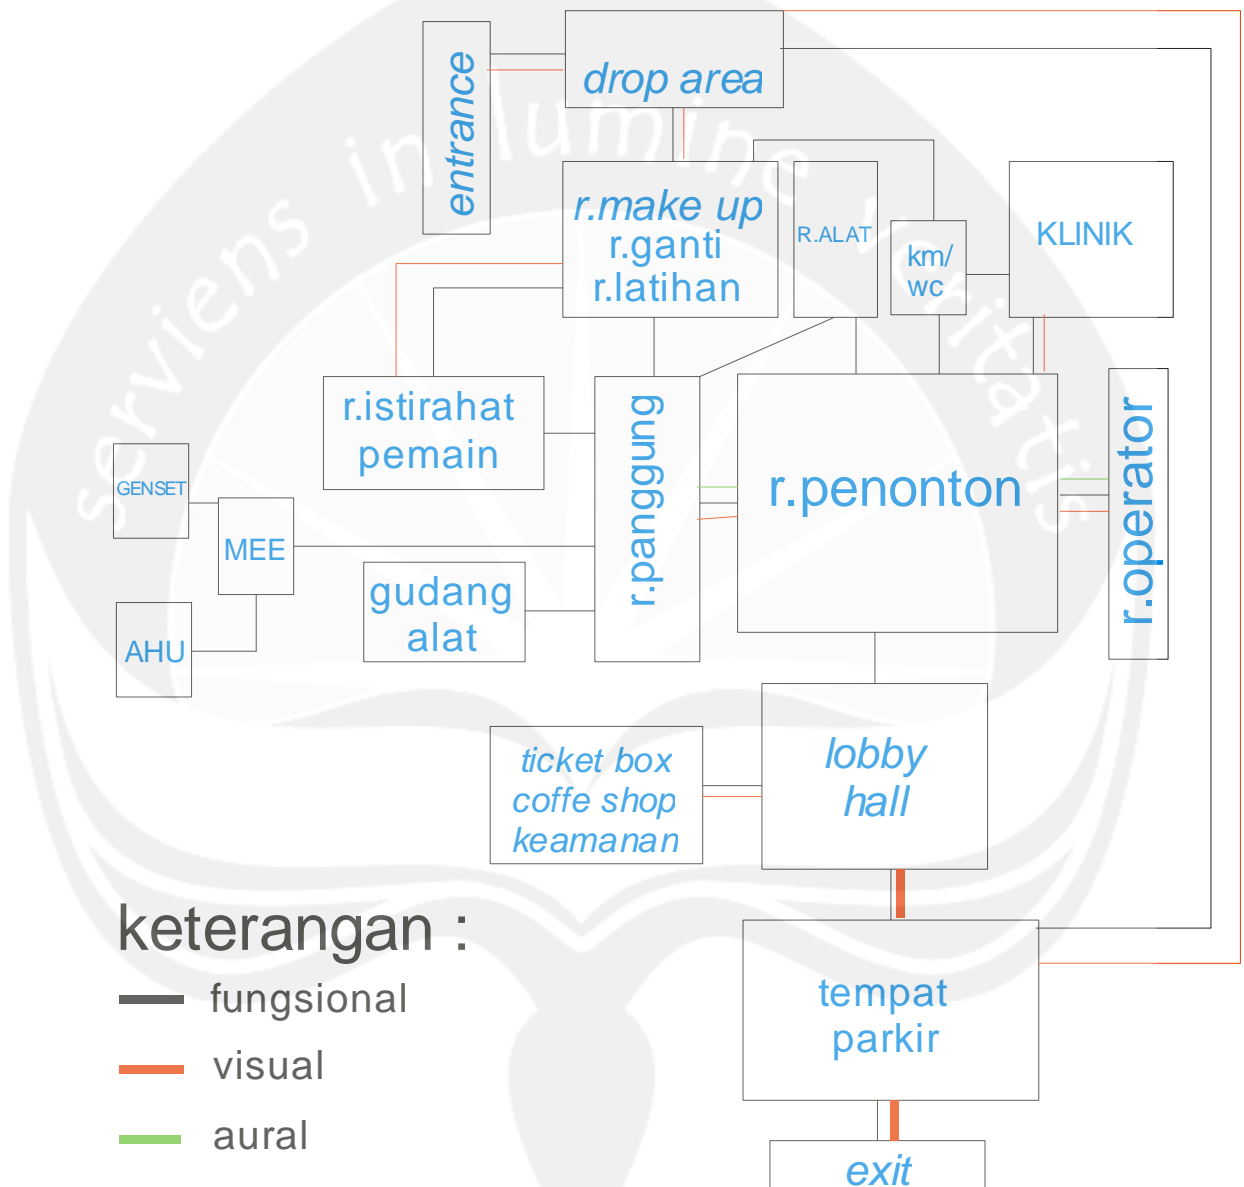 serviens in lumine veritatis
entrance
drop area
r.make up
r.ganti
r.latihan
R.ALAT
km/
wc
KLINIK
r.istirahat
pemain
r.panggung
r.penonton
r.operator
GENSET
MEE
AHU
gudang
alat
ticket box
coffe shop
keamanan
lobby
hall
tempat
parkir
exit
keterangan :
fungsional
visual
aural